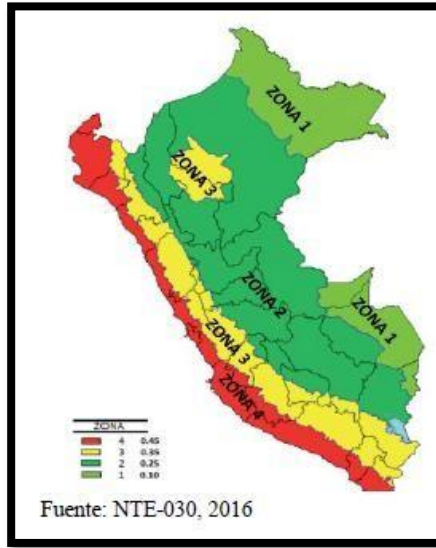 ZONA 1
ZONA 3
ZONA 2
ZONA 1
ZONA 3
ZONA 4
ZONA
4 0.45
3 0.35
2 0.25
1 0.10
Fuente: NTE-030, 2016